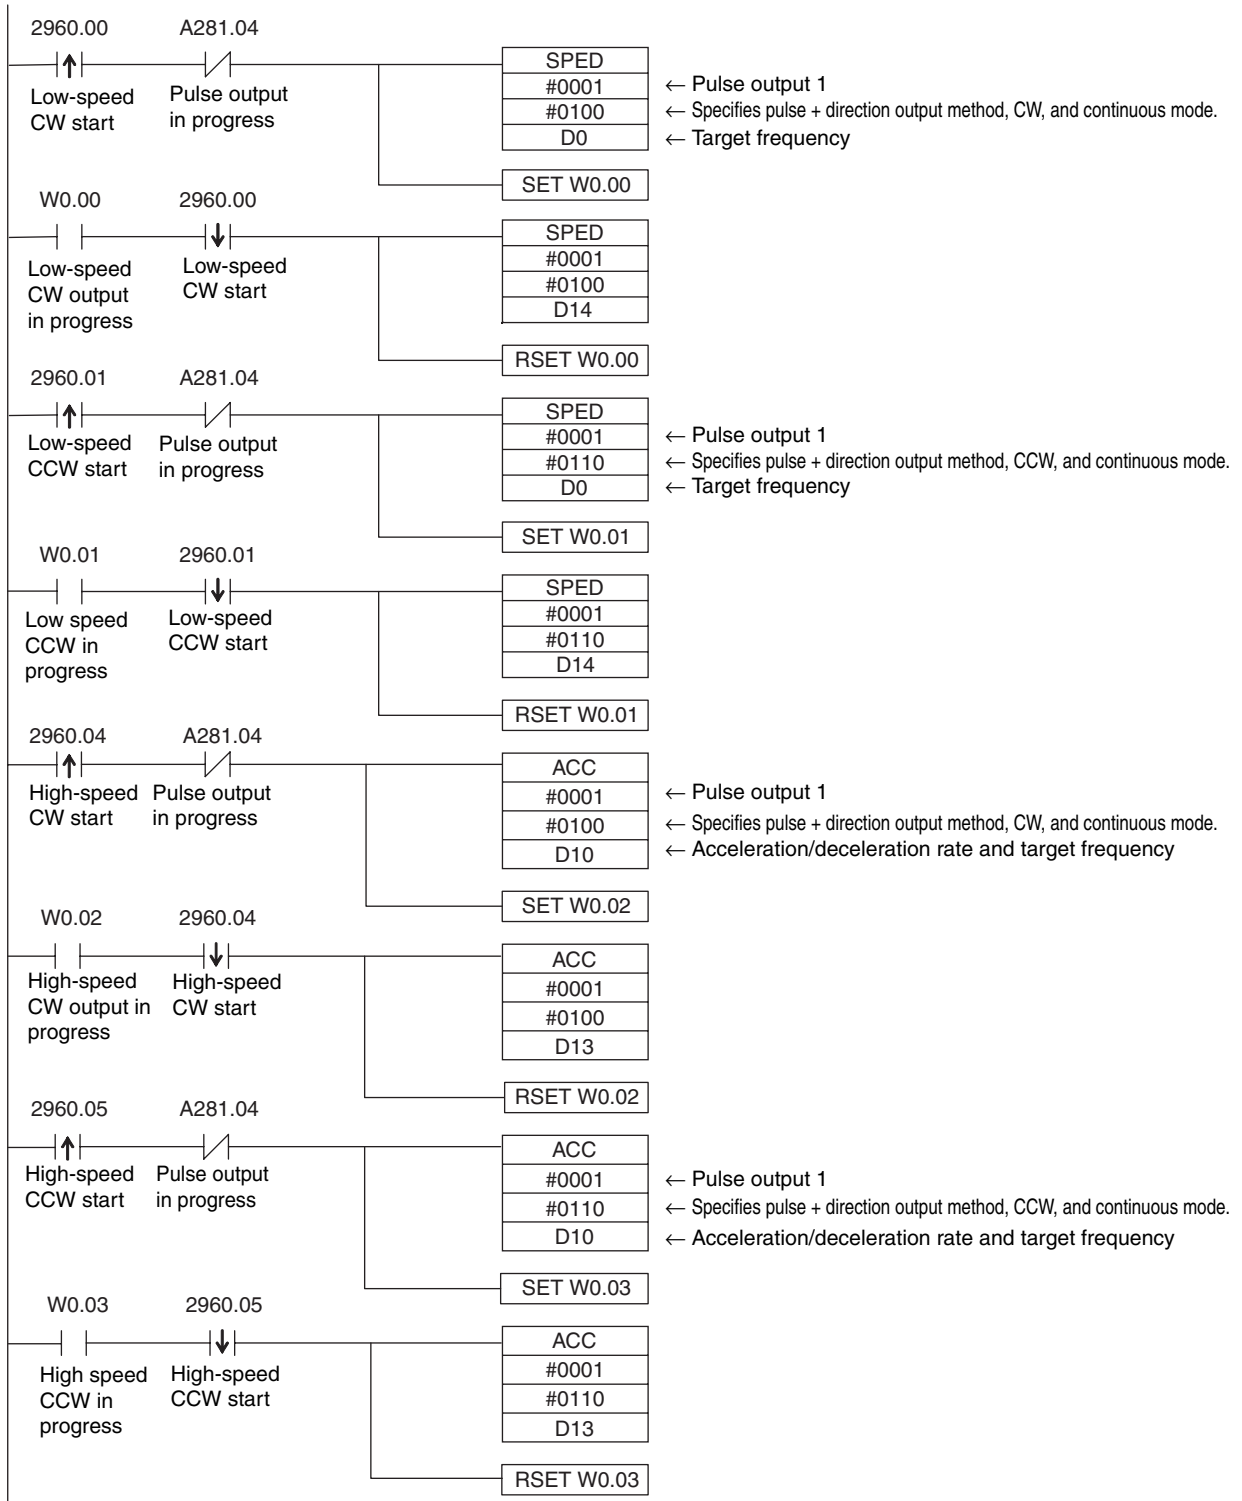 2960.00 A281.04
SPED
#0001 ← Pulse output 1
Low-speed Pulse output
#0100 ← Specifies pulse + direction output method, CW, and continuous mode.
CW start in progress
D0 ← Target frequency
SET W0.00
W0.00 2960.00
SPED
#0001
Low-speed Low-speed
#0100
CW output CW start
D14
in progress
RSET W0.00
2960.01 A281.04
SPED
#0001 ← Pulse output 1
Low-speed Pulse output
#0110 ← Specifies pulse + direction output method, CCW, and continuous mode.
CCW start in progress
D0 ← Target frequency
SET W0.01
W0.01 2960.01
SPED
#0001
Low speed Low-speed
#0110
CCW in CCW start
D14
progress
RSET W0.01
2960.04 A281.04
ACC
High-speed Pulse output
#0001 ← Pulse output 1
CW start in progress
#0100 ← Specifies pulse + direction output method, CW, and continuous mode.
D10 ← Acceleration/deceleration rate and target frequency
SET W0.02
W0.02 2960.04
ACC
High-speed High-speed
#0001
CW output in CW start
#0100
progress
D13
RSET W0.02
2960.05 A281.04
ACC
High-speed Pulse output
#0001 ← Pulse output 1
CCW start in progress
#0110 ← Specifies pulse + direction output method, CCW, and continuous mode.
D10 ← Acceleration/deceleration rate and target frequency
SET W0.03
W0.03 2960.05
ACC
High speed High-speed
#0001
CCW in CCW start
#0110
progress
D13
RSET W0.03